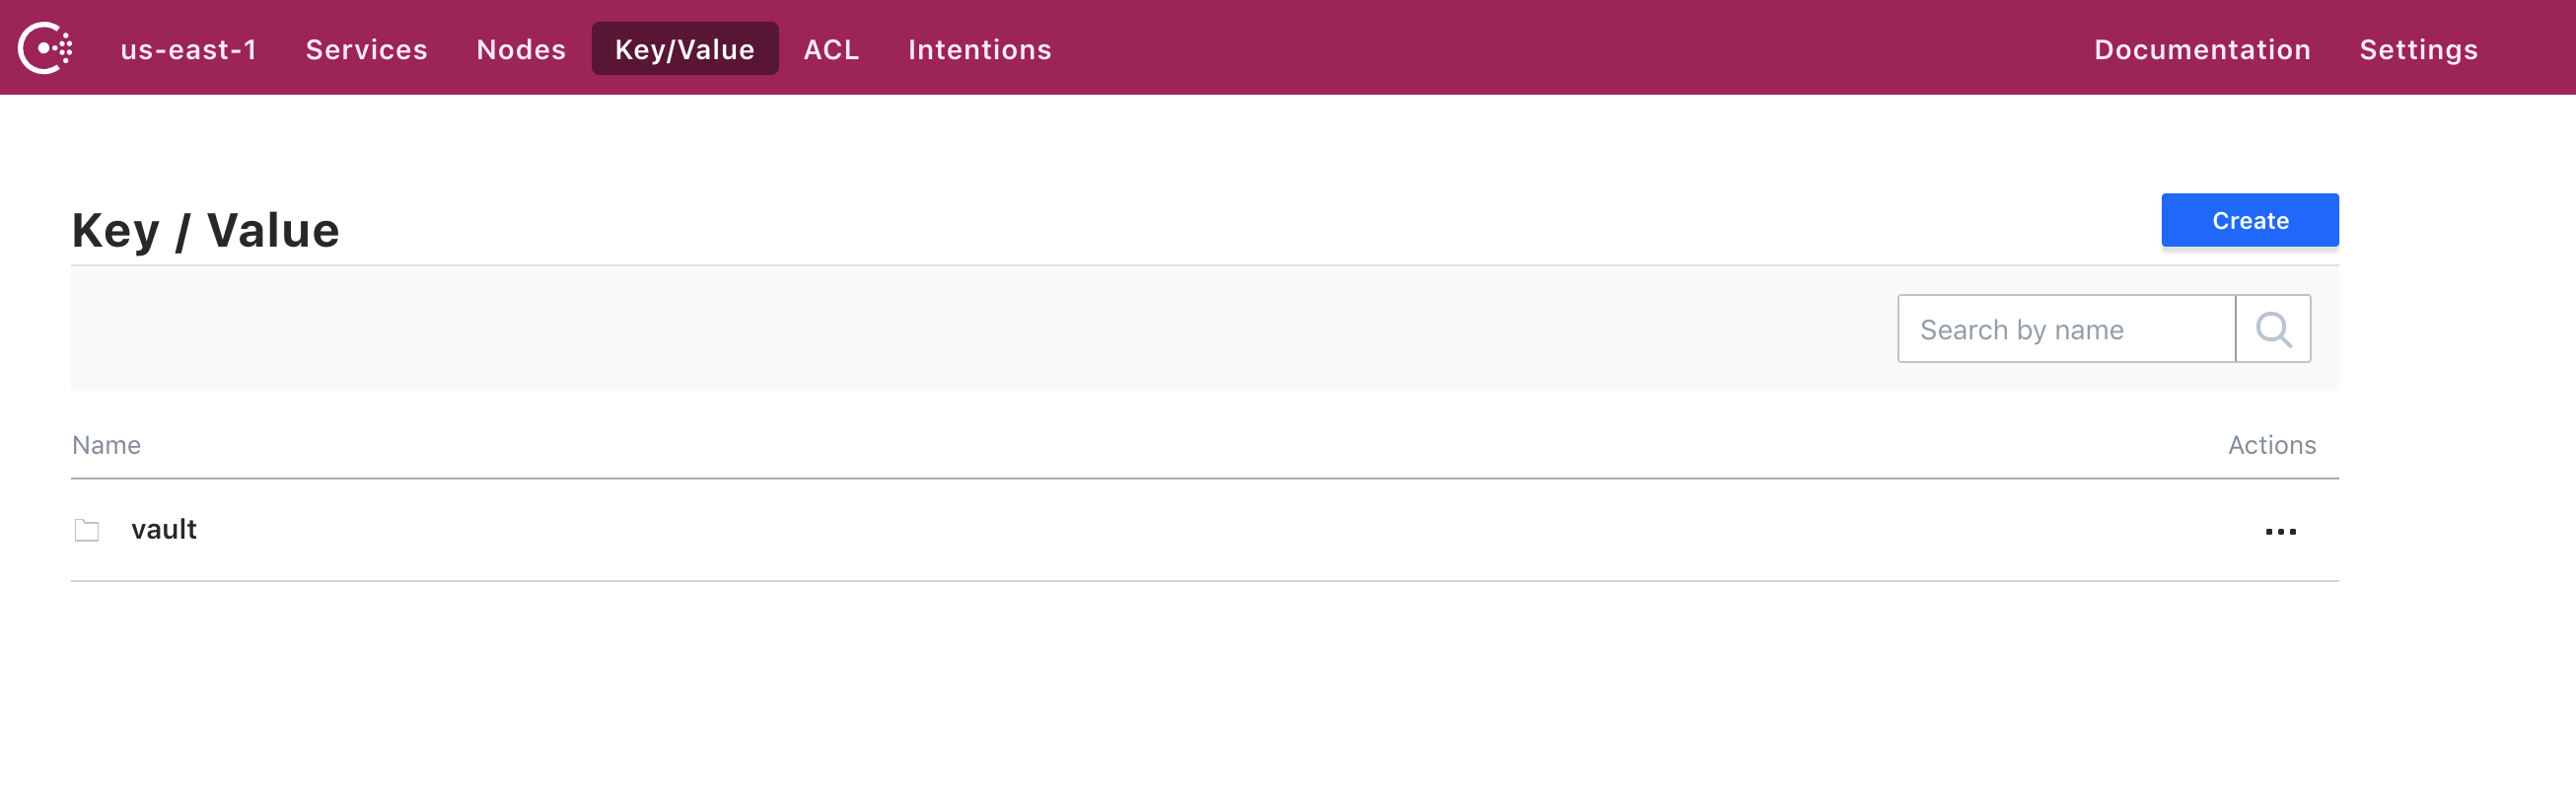 us-east-1 Services Nodes Key/Value ACL Intentions Documentation Settings
Key / Value Create
Search by name
Name Actions
vault